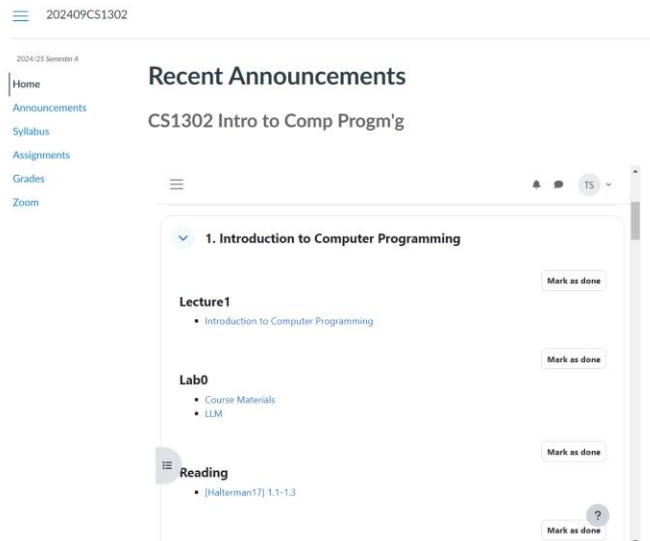 202409CS1302
2024/25 Semester A
Home
Announcements
Syllabus
Assignments
Grades
Zoom
Recent Announcements
CS1302 Intro to Comp Progm'g
TS
1. Introduction to Computer Programming
Mark as done
Lecture1
Introduction to Computer Programming
Mark as done
Lab0
Course Materials
LLM
Mark as done
Reading
[Halterman17] 1.1-1.3
?
Mark as done